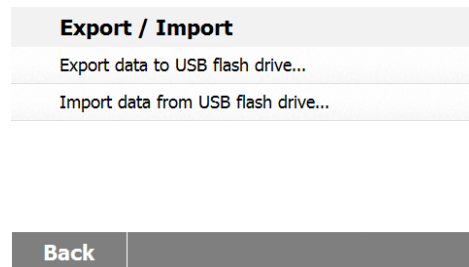 Export / Import
Export data to USB flash drive...
Import data from USB flash drive...
Back